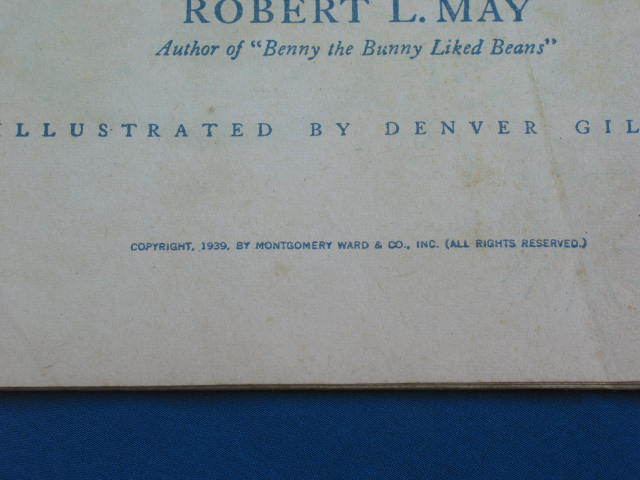 ROBERT L. MAY
Author of "Benny the Bunny Liked Beans"
ILLUSTRATED BY DENVER GIL
COPYRIGHT, 1939, BY MONTGOMERY WARD & CO., INC. (ALL RIGHTS RESERVED.)